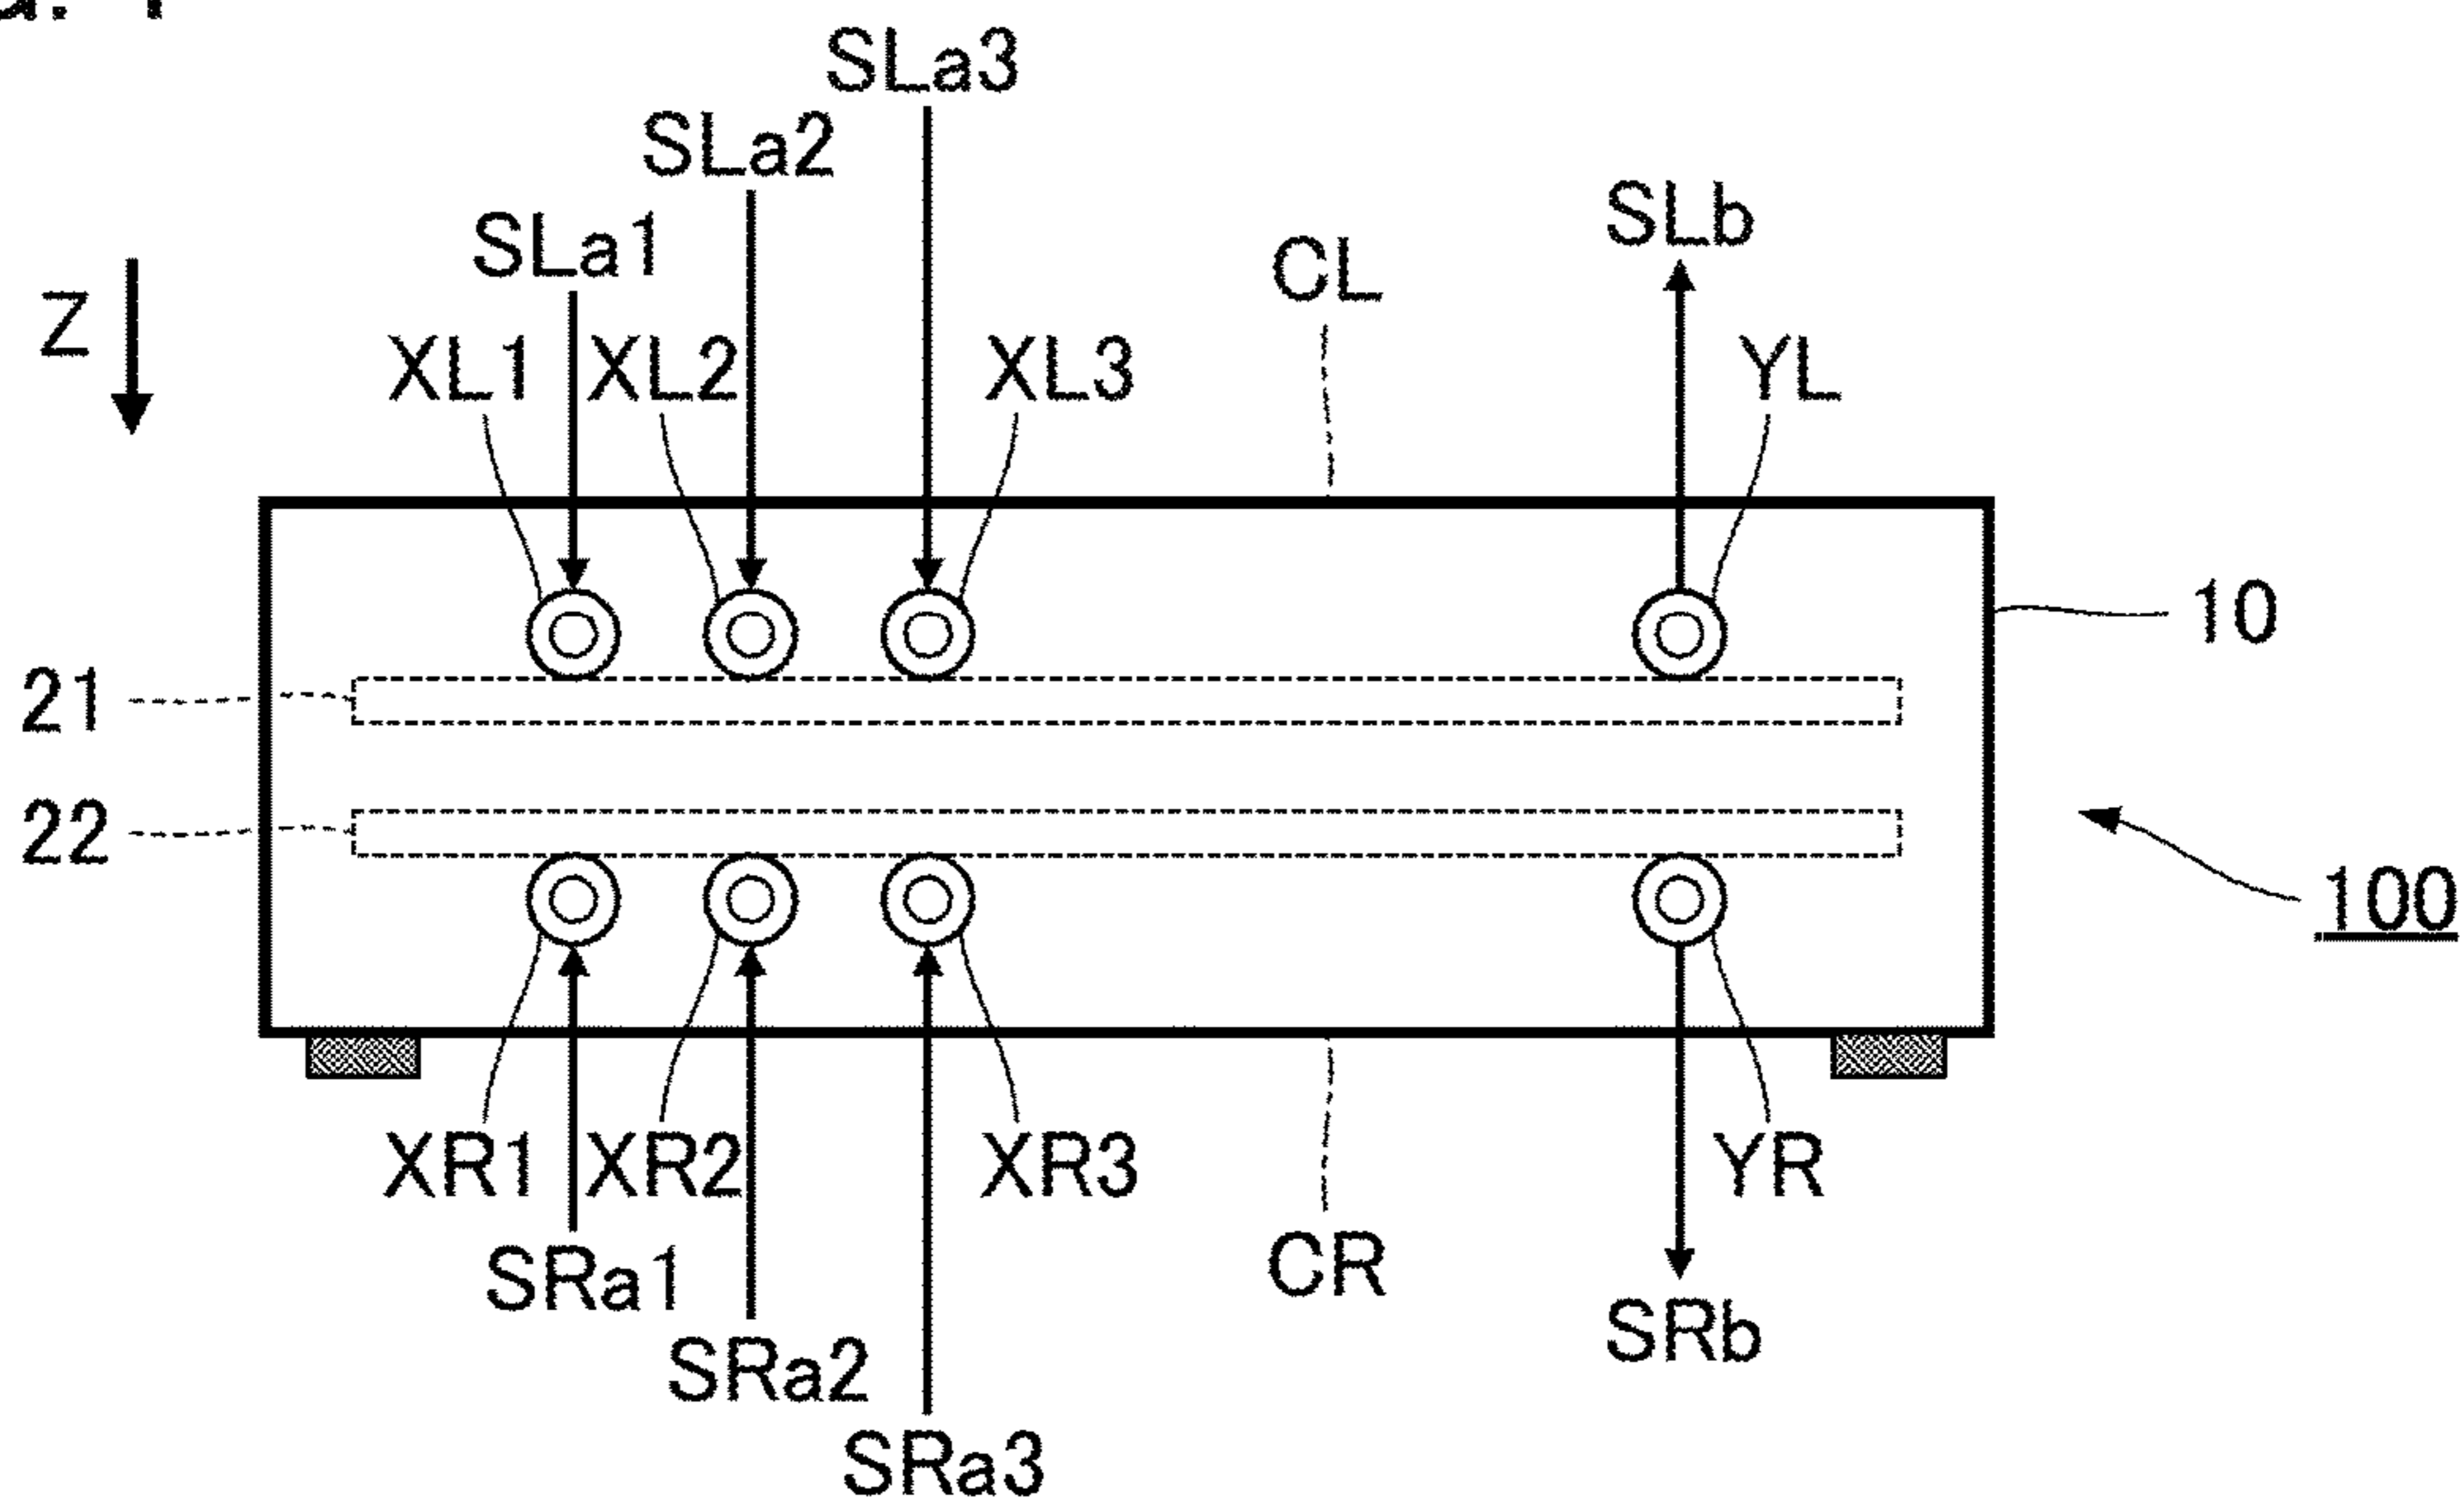 SLa3
SLa2
SLa1
SLb
CL
Z
XL1 XL2 XL3 YL
10
21
22
100
XR1 XR2 XR3 YR
SRa1
CR
SRb
SRa2
SRa3